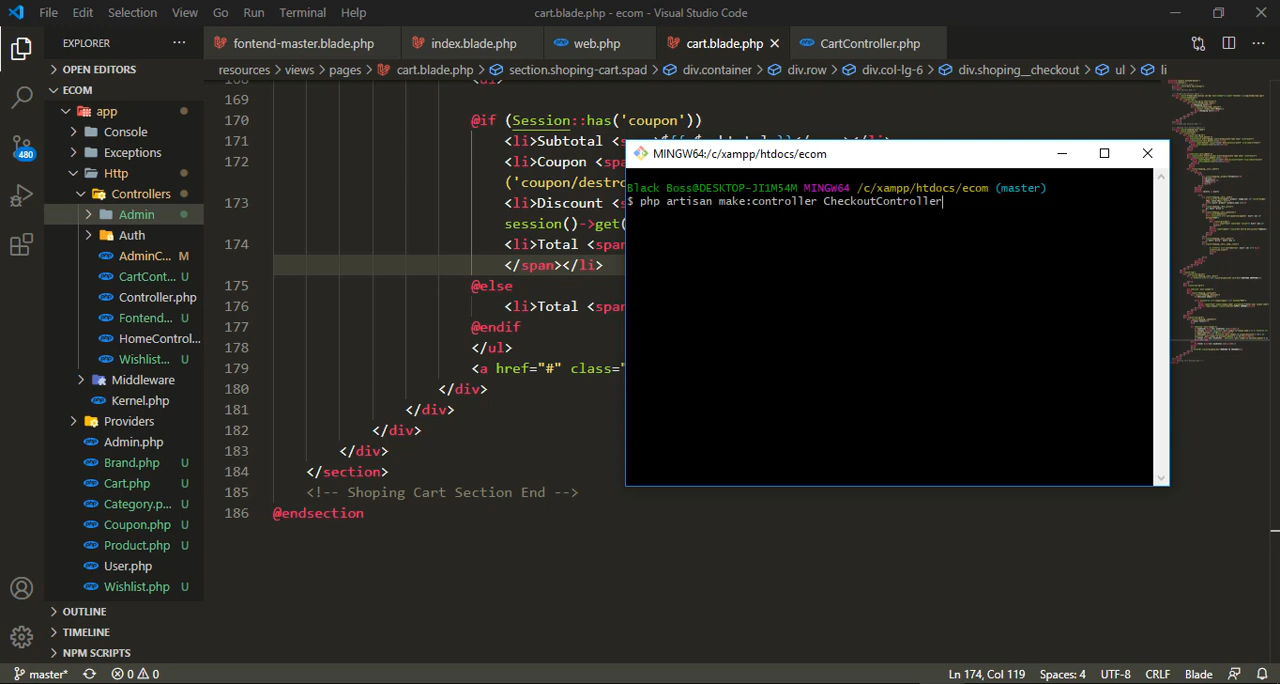 File Edit Selection View Go Run Terminal Help cart.blade.php - ecom - Visual Studio Code
EXPLORER
fontend-master.blade.php index.blade.php web.php cart.blade.php CartController.php
OPEN EDITORS
resources > views > pages > cart.blade.php > section.shoping-cart.spad > div.container > div.row > div.col-lg-6 > div.shoping__checkout > ul > li
ECOM
app
Console
Exceptions
Http
Controllers
Admin
Auth
AdminC... M
CartCont... U
Controller.php
Fontend... U
HomeControl...
Wishlist... U
Middleware
Kernel.php
Providers
Admin.php
Brand.php U
Cart.php U
Category.p... U
Coupon.php U
Product.php U
User.php
Wishlist.php U
OUTLINE
TIMELINE
NPM SCRIPTS
480
169
170 @if (Session::has('coupon'))
171 <li>Subtotal
172 <li>Coupon <spa
('coupon/destr
173 <li>Discount <s
session()->get(
174 <li>Total <span
</span></li>
175 @else
176 <li>Total <span
177 @endif
178 </ul>
179 <a href="#" class="
180 </div>
181 </div>
182 </div>
183 </div>
184 </section>
185 <!-- Shoping Cart Section End -->
186 @endsection
MINGW64:/c/xampp/htdocs/ecom
Black Boss@DESKTOP-JI1M54M MINGW64 /c/xampp/htdocs/ecom (master)
$ php artisan make:controller CheckoutController
master* 0 0 Ln 174, Col 119 Spaces: 4 UTF-8 CRLF Blade